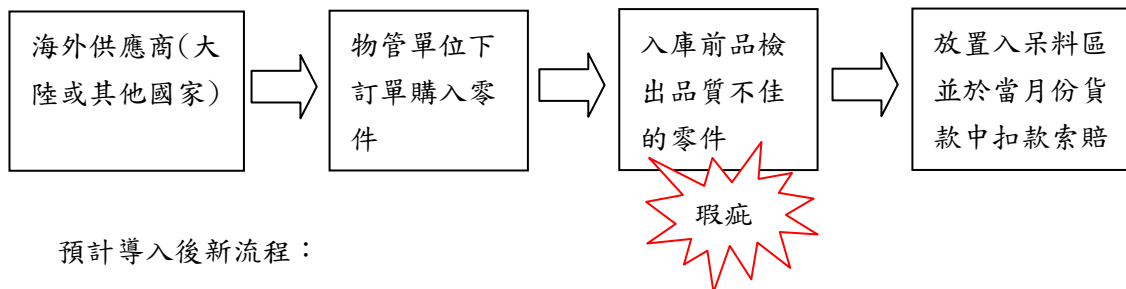 海外供應商(大
陸或其他國家)
物管單位下
訂單購入零
件
入庫前品檢
出品質不佳
的零件
放置入呆料區
並於當月份貨
款中扣款索賠
瑕疵
預計導入後新流程：